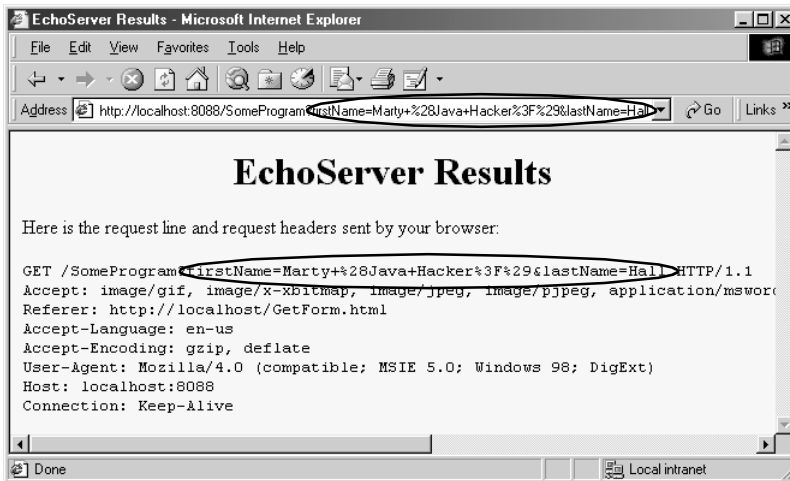 EchoServer Results - Microsoft Internet Explorer
File Edit View Favorites Tools Help
Address http://localhost:8088/SomeProgram?firstName=Marty+%28Java+Hacker%3F%29&lastName=Hall Go Links »
EchoServer Results
Here is the request line and request headers sent by your browser:
GET /SomeProgram?firstName=Marty+%28Java+Hacker%3F%29&lastName=Hall HTTP/1.1
Accept: image/gif, image/x-xbitmap, image/jpeg, image/pjpeg, application/msword
Referer: http://localhost/GetForm.html
Accept-Language: en-us
Accept-Encoding: gzip, deflate
User-Agent: Mozilla/4.0 (compatible; MSIE 5.0; Windows 98; DigExt)
Host: localhost:8088
Connection: Keep-Alive
Done Local intranet